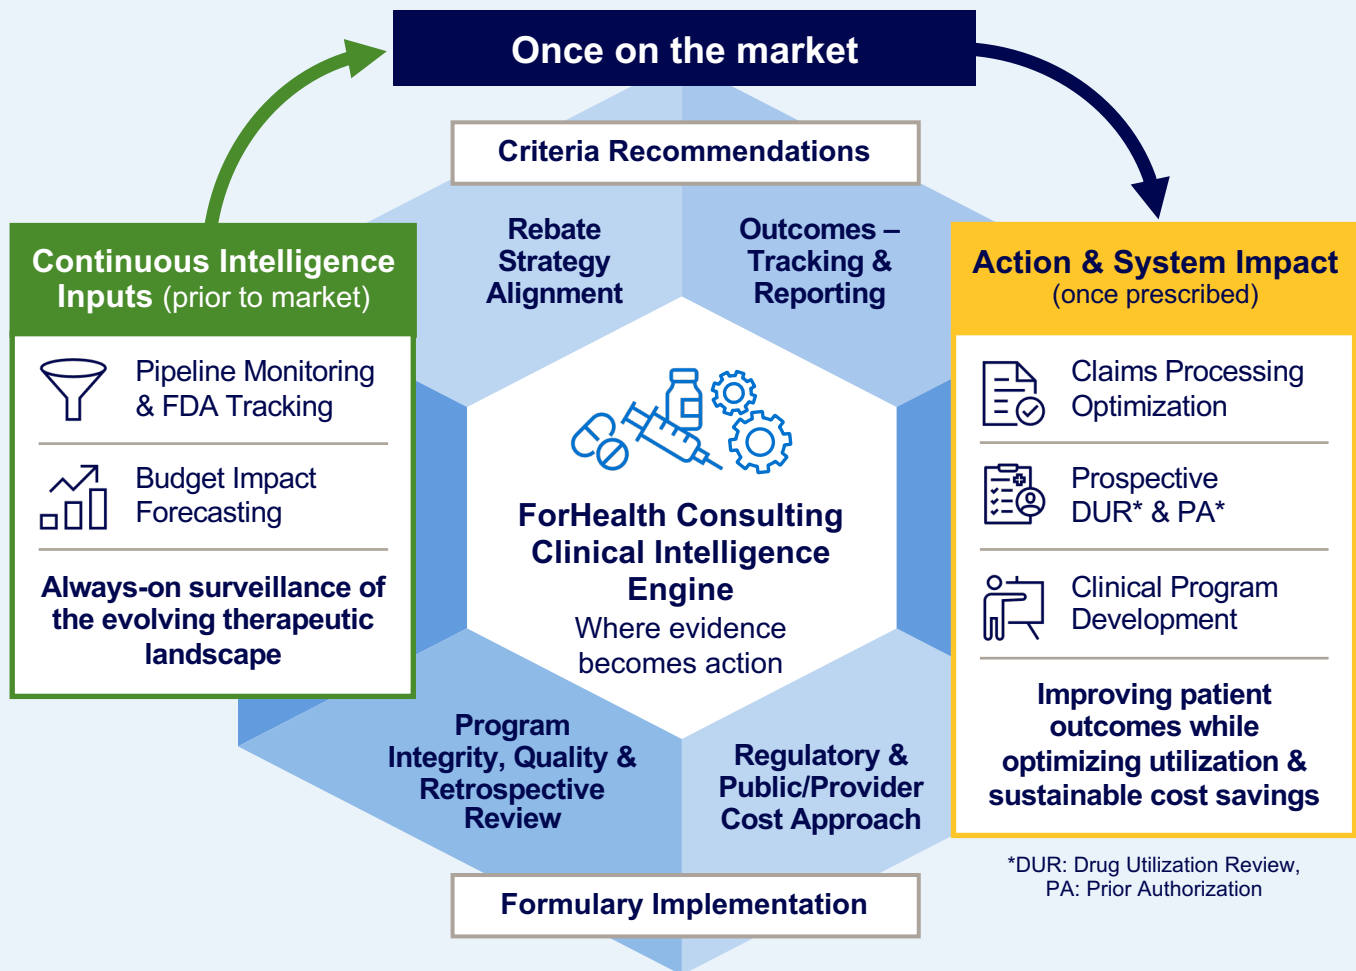 Once on the market
Criteria Recommendations
Rebate
Strategy
Alignment
Outcomes –
Tracking &
Reporting
Continuous Intelligence
Inputs (prior to market)
Pipeline Monitoring
& FDA Tracking
Budget Impact
Forecasting
Always-on surveillance of
the evolving therapeutic
landscape
ForHealth Consulting
Clinical Intelligence
Engine
Where evidence
becomes action
Action & System Impact
(once prescribed)
Claims Processing
Optimization
Prospective
DUR* & PA*
Clinical Program
Development
Improving patient
outcomes while
optimizing utilization &
sustainable cost savings
Program
Integrity, Quality &
Retrospective
Review
Regulatory &
Public/Provider
Cost Approach
Formulary Implementation
*DUR: Drug Utilization Review,
PA: Prior Authorization